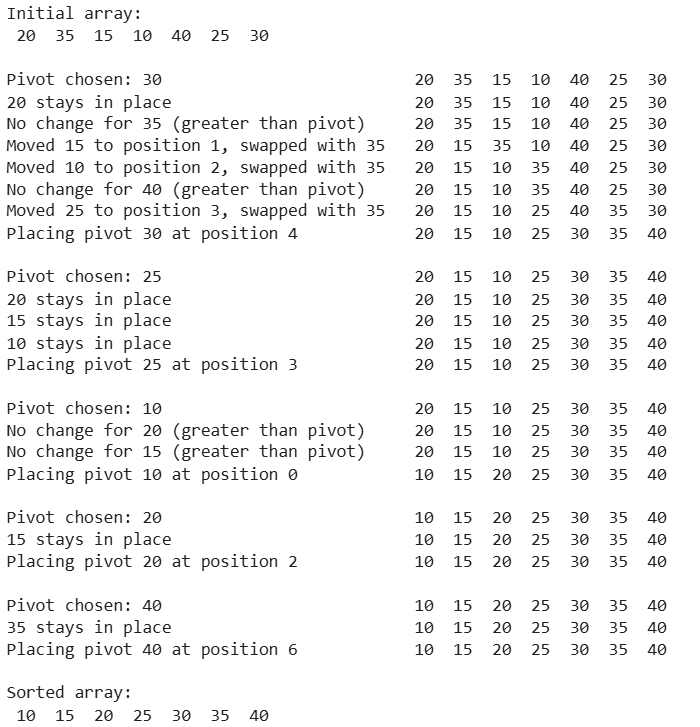 Initial array:
 20  35  15  10  40  25  30

Pivot chosen: 30                          20  35  15  10  40  25  30
20 stays in place                         20  35  15  10  40  25  30
No change for 35 (greater than pivot)     20  35  15  10  40  25  30
Moved 15 to position 1, swapped with 35   20  15  35  10  40  25  30
Moved 10 to position 2, swapped with 35   20  15  10  35  40  25  30
No change for 40 (greater than pivot)     20  15  10  35  40  25  30
Moved 25 to position 3, swapped with 35   20  15  10  25  40  35  30
Placing pivot 30 at position 4            20  15  10  25  30  35  40

Pivot chosen: 25                          20  15  10  25  30  35  40
20 stays in place                         20  15  10  25  30  35  40
15 stays in place                         20  15  10  25  30  35  40
10 stays in place                         20  15  10  25  30  35  40
Placing pivot 25 at position 3            20  15  10  25  30  35  40

Pivot chosen: 10                          20  15  10  25  30  35  40
No change for 20 (greater than pivot)     20  15  10  25  30  35  40
No change for 15 (greater than pivot)     20  15  10  25  30  35  40
Placing pivot 10 at position 0            10  15  20  25  30  35  40

Pivot chosen: 20                          10  15  20  25  30  35  40
15 stays in place                         10  15  20  25  30  35  40
Placing pivot 20 at position 2            10  15  20  25  30  35  40

Pivot chosen: 40                          10  15  20  25  30  35  40
35 stays in place                         10  15  20  25  30  35  40
Placing pivot 40 at position 6            10  15  20  25  30  35  40

Sorted array:
 10  15  20  25  30  35  40